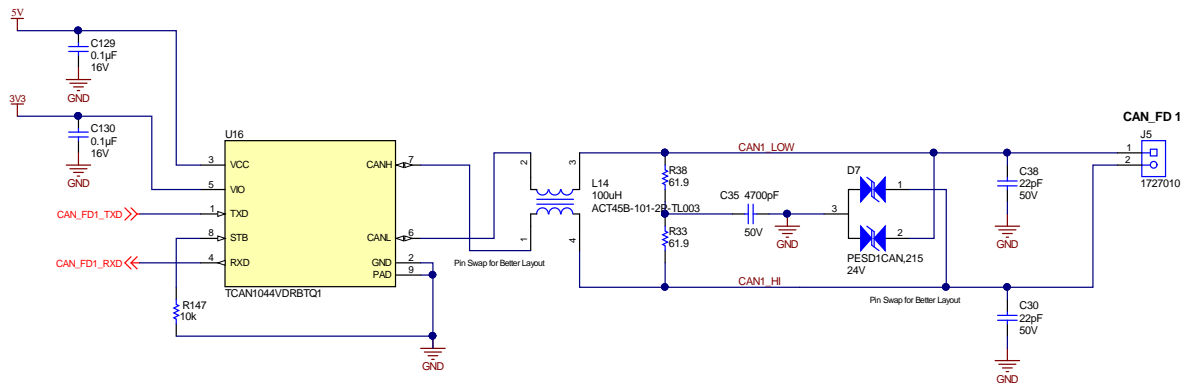 5V
C129
0.1µF
16V
GND
3V3
C130
0.1µF
16V
GND
U16
3 VCC CANH 7
5 VIO
CAN_FD1_TXD 1 TXD
8 STB CANL 6
CAN_FD1_RXD 4 RXD
GND 2
PAD 9
TCAN1044VDRBTQ1
R147
10k
GND
2 3
1 4
L14
100uH
ACT45B-101-2P-TL003
Pin Swap for Better Layout
CAN1_LOW
R38
61.9
C35 4700pF
50V
GND
R33
61.9
CAN1_HI
D7
1
3
2
PESD1CAN,215
24V
Pin Swap for Better Layout
C38
22pF
50V
GND
C30
22pF
50V
GND
CAN_FD 1
J5
1
2
1727010